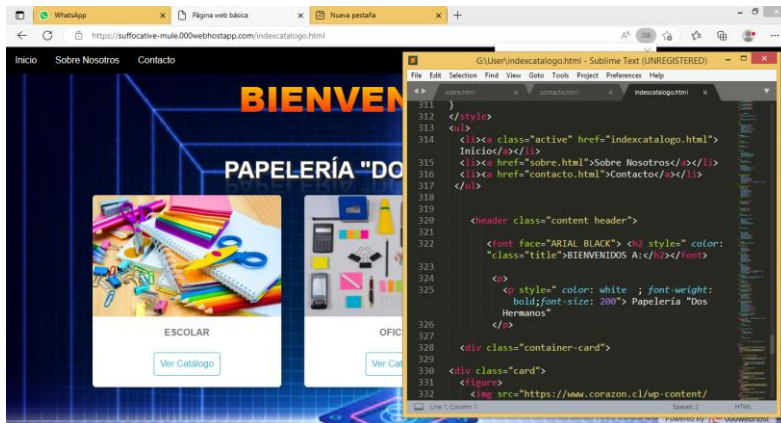 WhatsApp
Página web básica
Nueva pestaña
https://suffocative-mule.000webhostapp.com/indexcatalogo.html
Inicio Sobre Nosotros Contacto
BIENVEN
PAPELERÍA "DO
ESCOLAR
Ver Catálogo
OFIC
Ver Cat
G:\User\indexcatalogo.html - Sublime Text (UNREGISTERED)
File Edit Selection Find View Goto Tools Project Preferences Help
sobre.html
contacto.html
indexcatalogo.html
311 }
312 </style>
313 <ul>
314 <li><a class="active" href="indexcatalogo.html">
Inicio</a></li>
315 <li><a href="sobre.html">Sobre Nosotros</a></li>
316 <li><a href="contacto.html">Contacto</a></li>
317 </ul>
318
319
320 <header class="content header">
321
322 <font face="ARIAL BLACK"> <h2 style=" color:
"class="title">BIENVENIDOS A:</h2></font>
323
324 <p>
325 <p style=" color: white ; font-weight:
bold;font-size: 200"> Papelería "Dos
Hermanos"
326 </p>
327
328 <div class="container-card">
329
330 <div class="card">
331 <figure>
332 <img src="https://www.corazon.cl/wp-content/
Line 1, Column 1
Spaces: 2
HTML
Powered by 000webhost